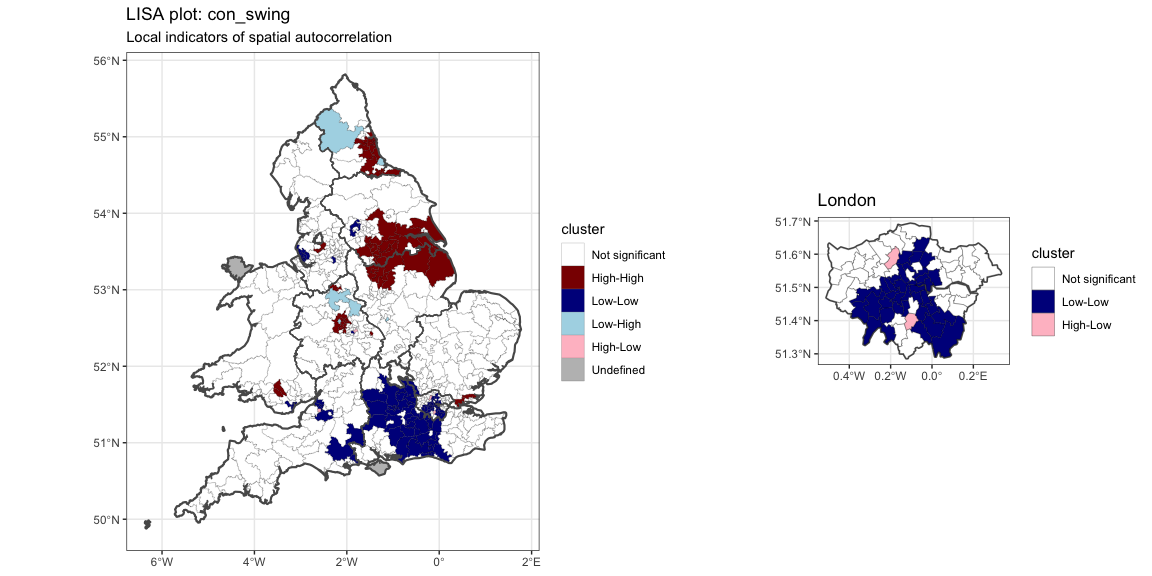 LISA plot: con_swing
Local indicators of spatial autocorrelation
56°N
55°N
54°N
53°N
52°N
51°N
50°N
6°W 4°W 2°W 0° 2°E
cluster
Not significant
High-High
Low-Low
Low-High
High-Low
Undefined
London
51.7°N
51.6°N
51.5°N
51.4°N
51.3°N
0.4°W 0.2°W 0.0° 0.2°E
cluster
Not significant
Low-Low
High-Low